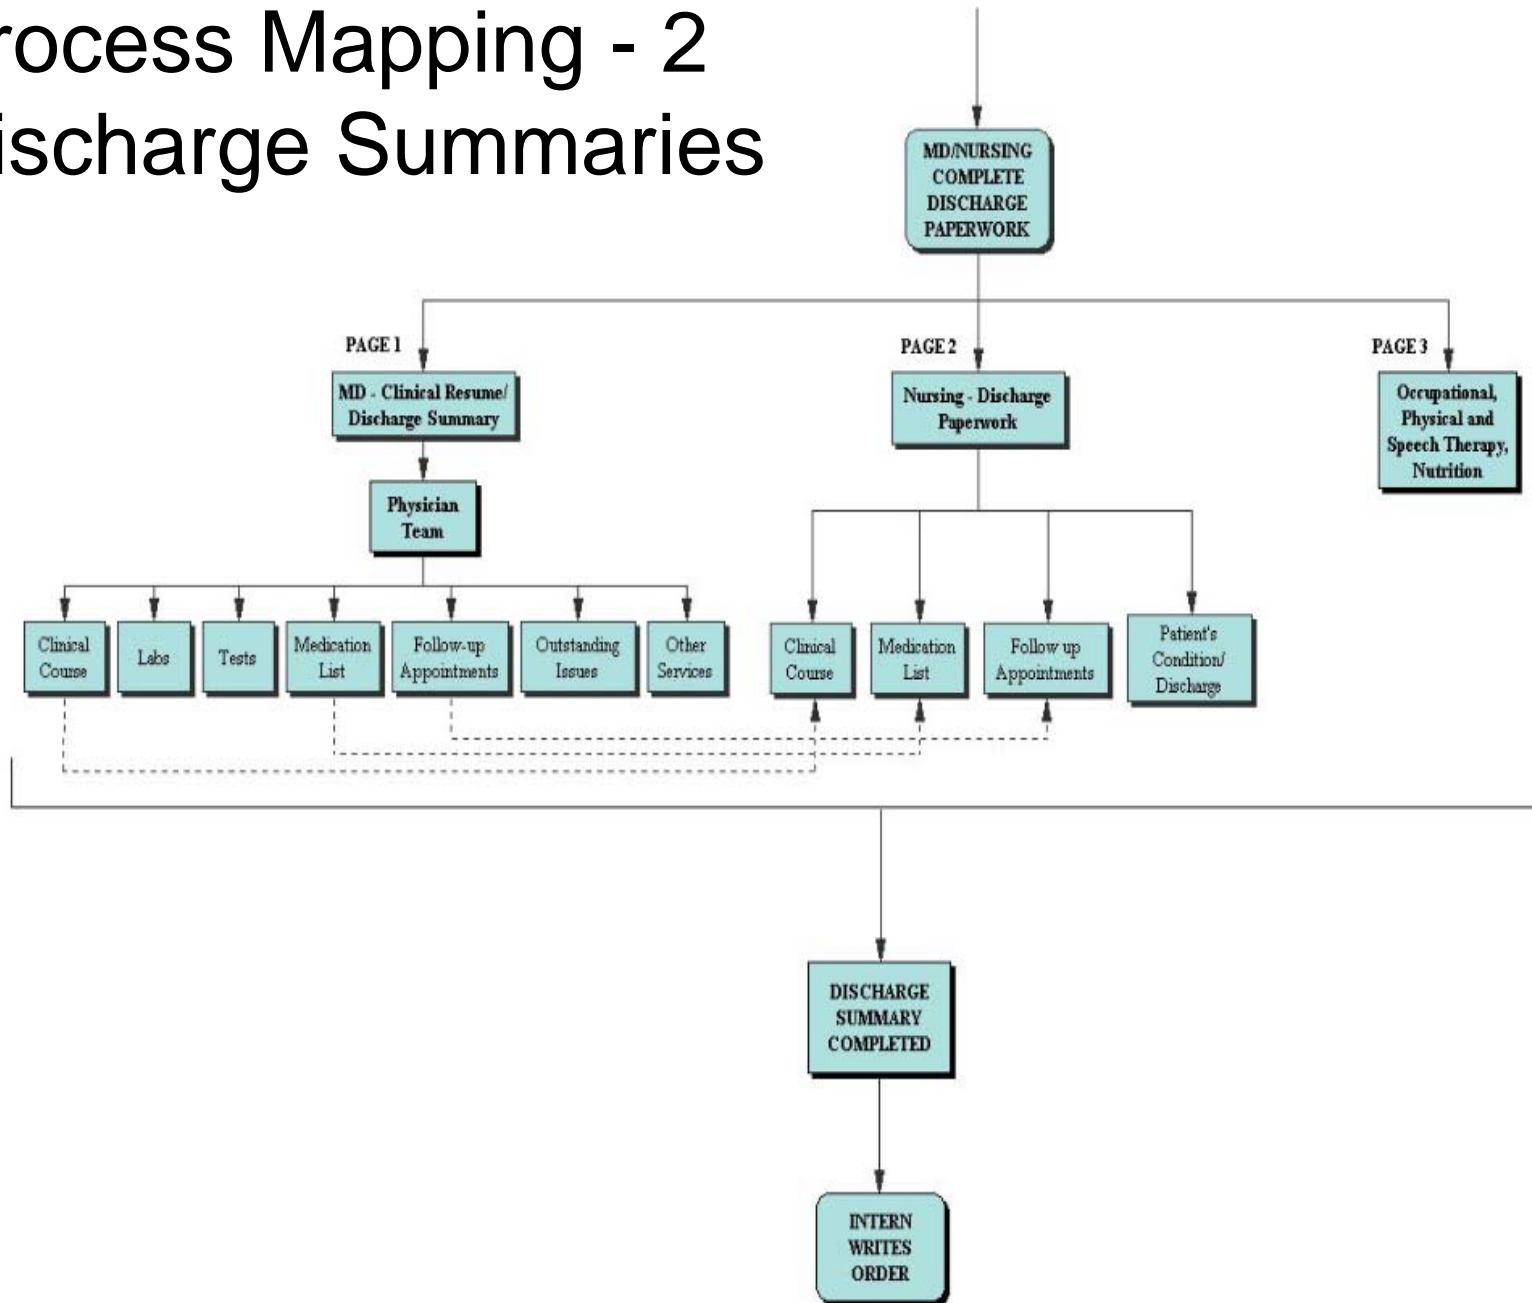 rocess Mapping - 2
ischarge Summaries
MD/NURSING
COMPLETE
DISCHARGE
PAPERWORK
PAGE 1
MD - Clinical Resume/
Discharge Summary
Physician
Team
Clinical
Course
Labs
Tests
Medication
List
Follow-up
Appointments
Outstanding
Issues
Other
Services
PAGE 2
Nursing - Discharge
Paperwork
Clinical
Course
Medication
List
Follow up
Appointments
Patient's
Condition/
Discharge
PAGE 3
Occupational,
Physical and
Speech Therapy,
Nutrition
DISCHARGE
SUMMARY
COMPLETED
INTERN
WRITES
ORDER